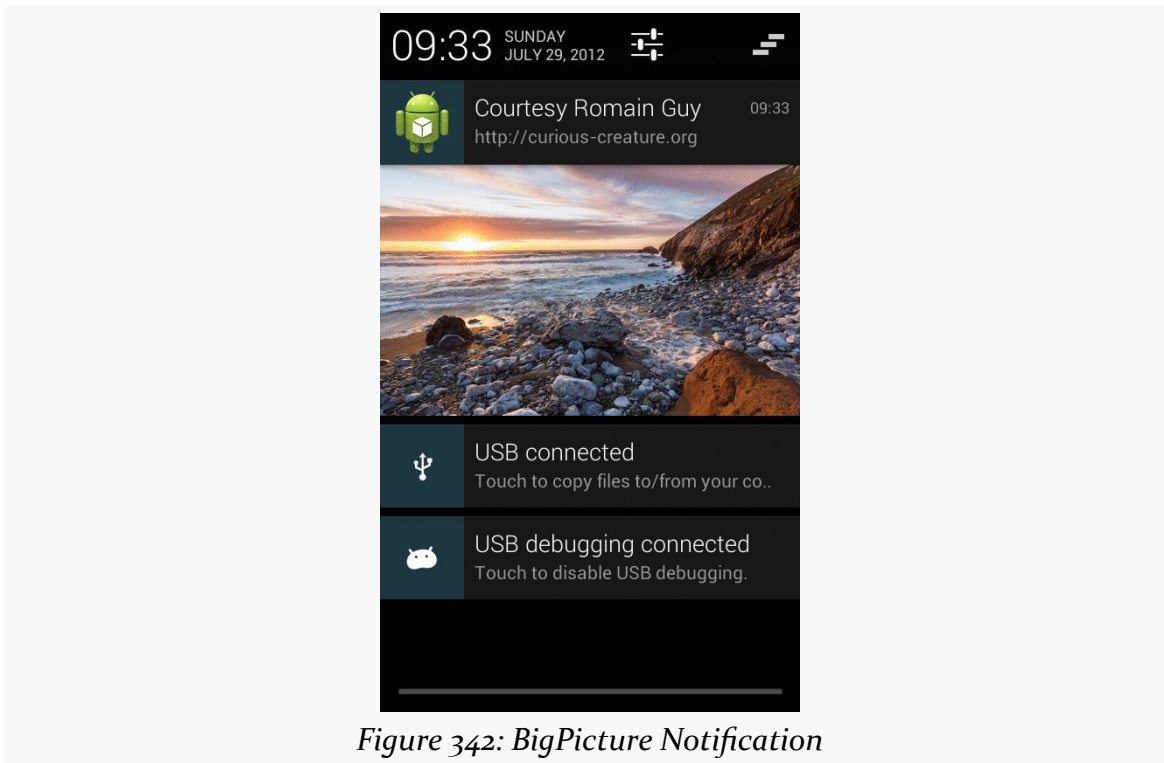 09:33 SUNDAY
JULY 29, 2012
Courtesy Romain Guy 09:33
http://curious-creature.org
USB connected
Touch to copy files to/from your co..
USB debugging connected
Touch to disable USB debugging.
Figure 342: BigPicture Notification